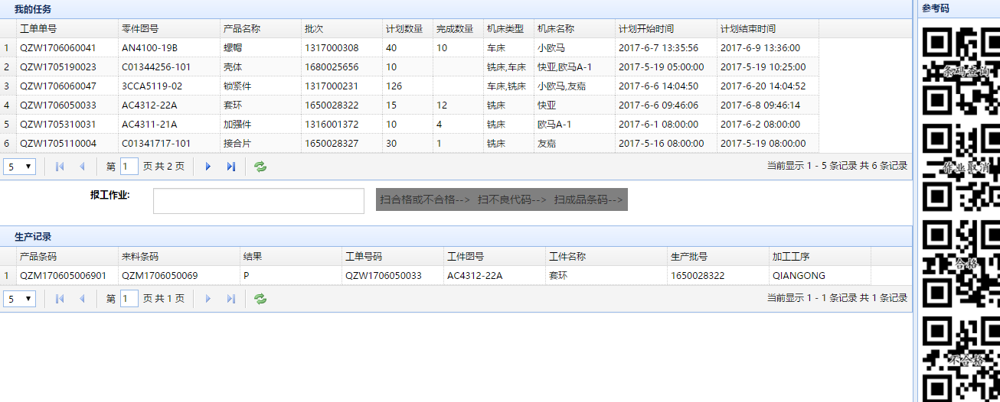 我的任务
工单单号 零件图号 产品名称 批次 计划数量 完成数量 机床类型 机床名称 计划开始时间 计划结束时间
1 QZW1706060041 AN4100-19B 螺帽 1317000308 40 10 车床 小欧马 2017-6-7 13:35:56 2017-6-9 13:36:00
2 QZW1705190023 C01344256-101 壳体 1680025656 10 铣床,车床 快亚,欧马A-1 2017-5-19 05:00:00 2017-5-19 10:25:00
3 QZW1706060047 3CCA5119-02 锁紧件 1317000231 126 车床,铣床 小欧马,友嘉 2017-6-6 14:04:50 2017-6-20 14:04:52
4 QZW1706050033 AC4312-22A 套环 1650028322 15 12 铣床 快亚 2017-6-6 09:46:06 2017-6-8 09:46:14
5 QZW1705310031 AC4311-21A 加强件 1316001372 10 4 铣床 欧马A-1 2017-6-1 08:00:00 2017-6-2 08:00:00
6 QZW1705110004 C01341717-101 接合片 1650028327 30 1 铣床 友嘉 2017-5-16 08:00:00 2017-5-19 08:00:00
5 第 1 页 共 2 页 当前显示 1 - 5 条记录 共 6 条记录
报工作业: 扫合格或不合格--> 扫不良代码--> 扫成品条码-->
生产记录
产品条码 来料条码 结果 工单号码 工件图号 工件名称 生产批号 加工工序
1 QZM170605006901 QZM1706050069 P QZW1706050033 AC4312-22A 套环 1650028322 QIANGONG
5 第 1 页 共 1 页 当前显示 1 - 1 条记录 共 1 条记录
参考码
条码查询
作业取消
合格
不合格